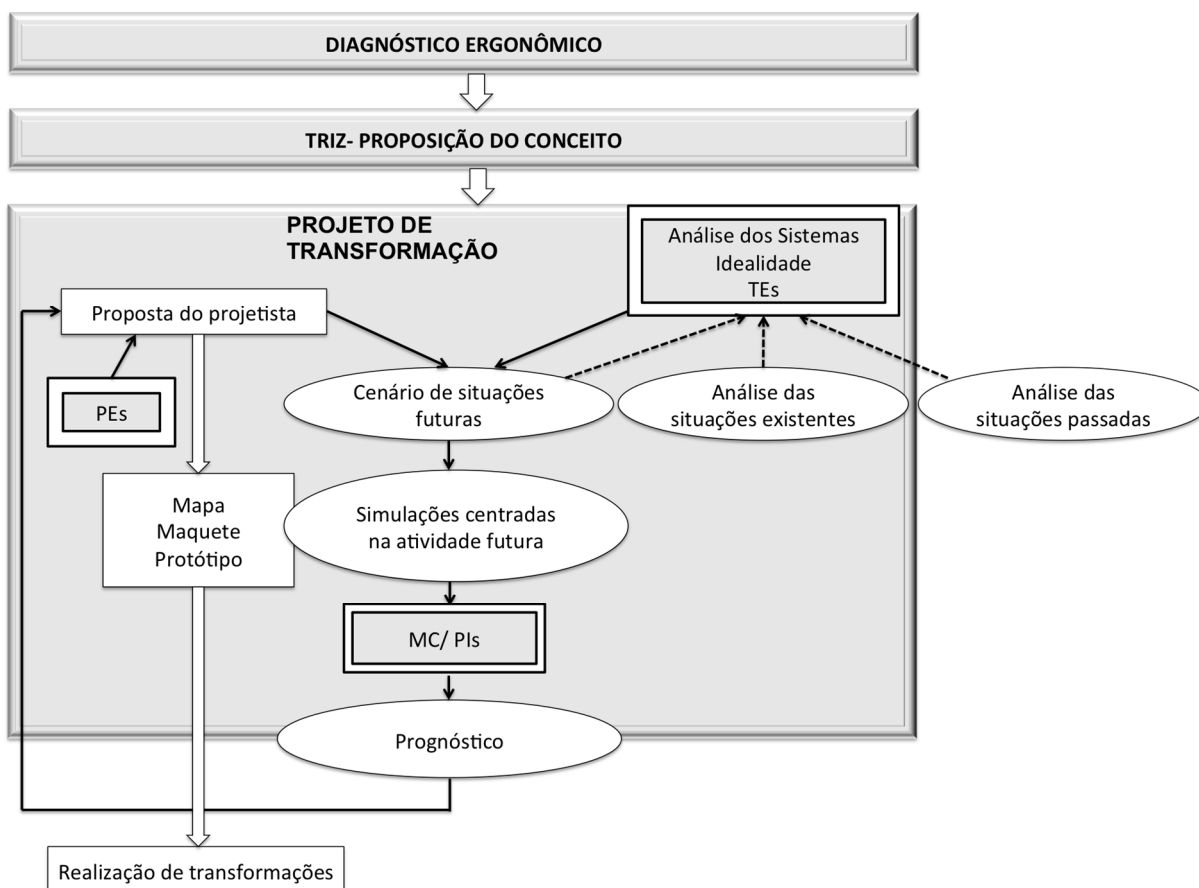 DIAGNÓSTICO ERGONÔMICO
TRIZ- PROPOSIÇÃO DO CONCEITO
PROJETO DE
TRANSFORMAÇÃO
Análise dos Sistemas
Idealidade
TEs
Proposta do projetista
PEs
Cenário de situações
futuras
Análise das
situações existentes
Análise das
situações passadas
Mapa
Maquete
Protótipo
Simulações centradas
na atividade futura
MC/ PIs
Prognóstico
Realização de transformações